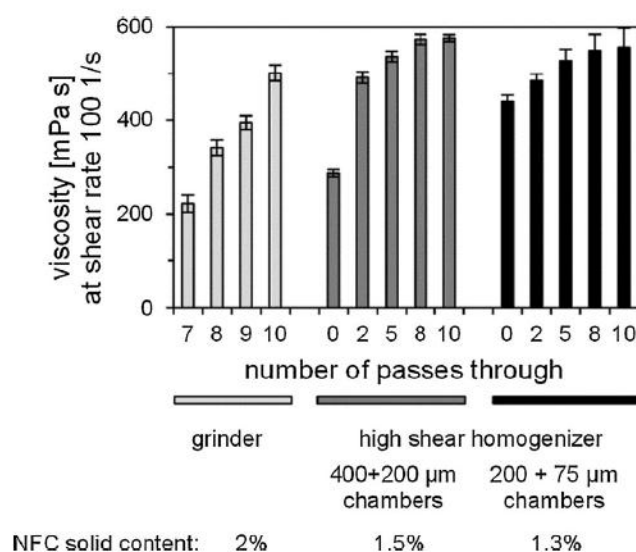 viscosity [mPa s]
at shear rate 100 1/s
600
400
200
0
7 8 9 10 0 2 5 8 10 0 2 5 8 10
number of passes through
grinder high shear homogenizer
400+200 µm 200 + 75 µm
chambers chambers
NFC solid content: 2% 1.5% 1.3%